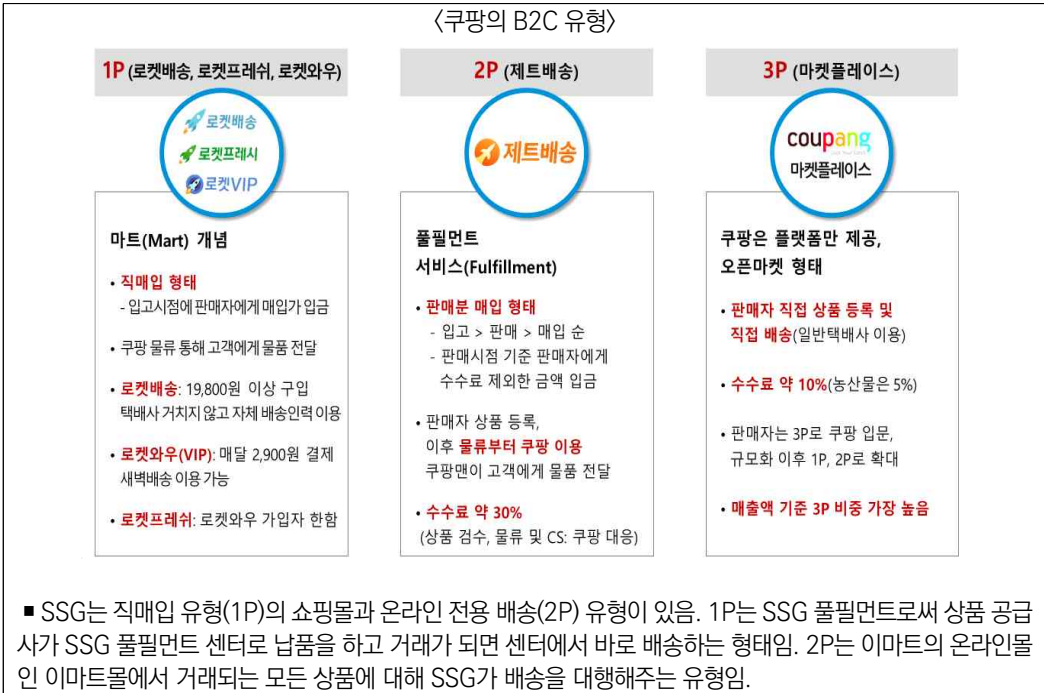 〈쿠팡의 B2C 유형〉
1P (로켓배송, 로켓프레쉬, 로켓와우)
로켓배송
로켓프레시
로켓VIP
마트(Mart) 개념
• 직매입 형태
- 입고시점에 판매자에게 매입가 입금
• 쿠팡 물류 통해 고객에게 물품 전달
• 로켓배송: 19,800원 이상 구입
택배사 거치지 않고 자체 배송인력 이용
• 로켓와우(VIP): 매달 2,900원 결제
새벽배송 이용 가능
• 로켓프레쉬: 로켓와우 가입자 한함
2P (제트배송)
제트배송
풀필먼트
서비스(Fulfillment)
• 판매분 매입 형태
- 입고 > 판매 > 매입 순
- 판매시점 기준 판매자에게
수수료 제외한 금액 입금
• 판매자 상품 등록,
이후 물류부터 쿠팡 이용
쿠팡맨이 고객에게 물품 전달
• 수수료 약 30%
(상품 검수, 물류 및 CS: 쿠팡 대응)
3P (마켓플레이스)
coupang
마켓플레이스
쿠팡은 플랫폼만 제공,
오픈마켓 형태
• 판매자 직접 상품 등록 및
직접 배송(일반택배사 이용)
• 수수료 약 10%(농산물은 5%)
• 판매자는 3P로 쿠팡 입문,
규모화 이후 1P, 2P로 확대
• 매출액 기준 3P 비중 가장 높음
▪ SSG는 직매입 유형(1P)의 쇼핑몰과 온라인 전용 배송(2P) 유형이 있음. 1P는 SSG 풀필먼트로써 상품 공급
사가 SSG 풀필먼트 센터로 납품을 하고 거래가 되면 센터에서 바로 배송하는 형태임. 2P는 이마트의 온라인몰
인 이마트몰에서 거래되는 모든 상품에 대해 SSG가 배송을 대행해주는 유형임.